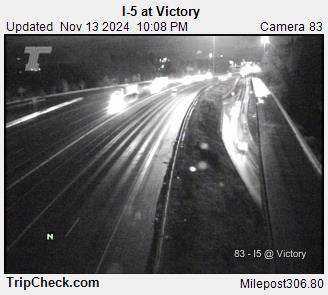 I-5 at Victory
Updated Nov 13 2024 10:08 PM Camera 83
T
N
83 - I5 @ Victory
TripCheck.com Milepost306.80